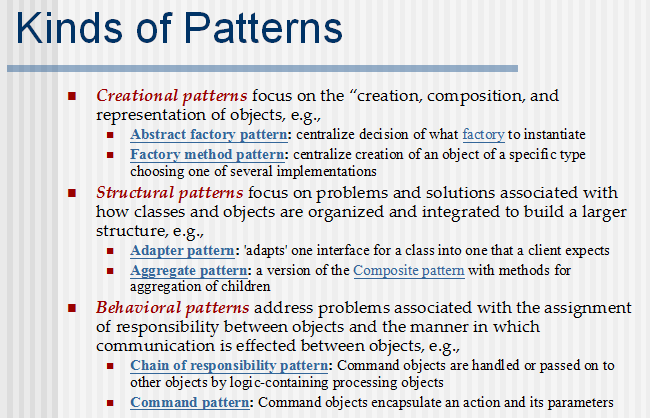 Kinds of Patterns
Creational patterns focus on the “creation, composition, and
representation of objects, e.g.,
Abstract factory pattern: centralize decision of what factory to instantiate
Factory method pattern: centralize creation of an object of a specific type
choosing one of several implementations
Structural patterns focus on problems and solutions associated with
how classes and objects are organized and integrated to build a larger
structure, e.g.,
Adapter pattern: 'adapts' one interface for a class into one that a client expects
Aggregate pattern: a version of the Composite pattern with methods for
aggregation of children
Behavioral patterns address problems associated with the assignment
of responsibility between objects and the manner in which
communication is effected between objects, e.g.,
Chain of responsibility pattern: Command objects are handled or passed on to
other objects by logic-containing processing objects
Command pattern: Command objects encapsulate an action and its parameters